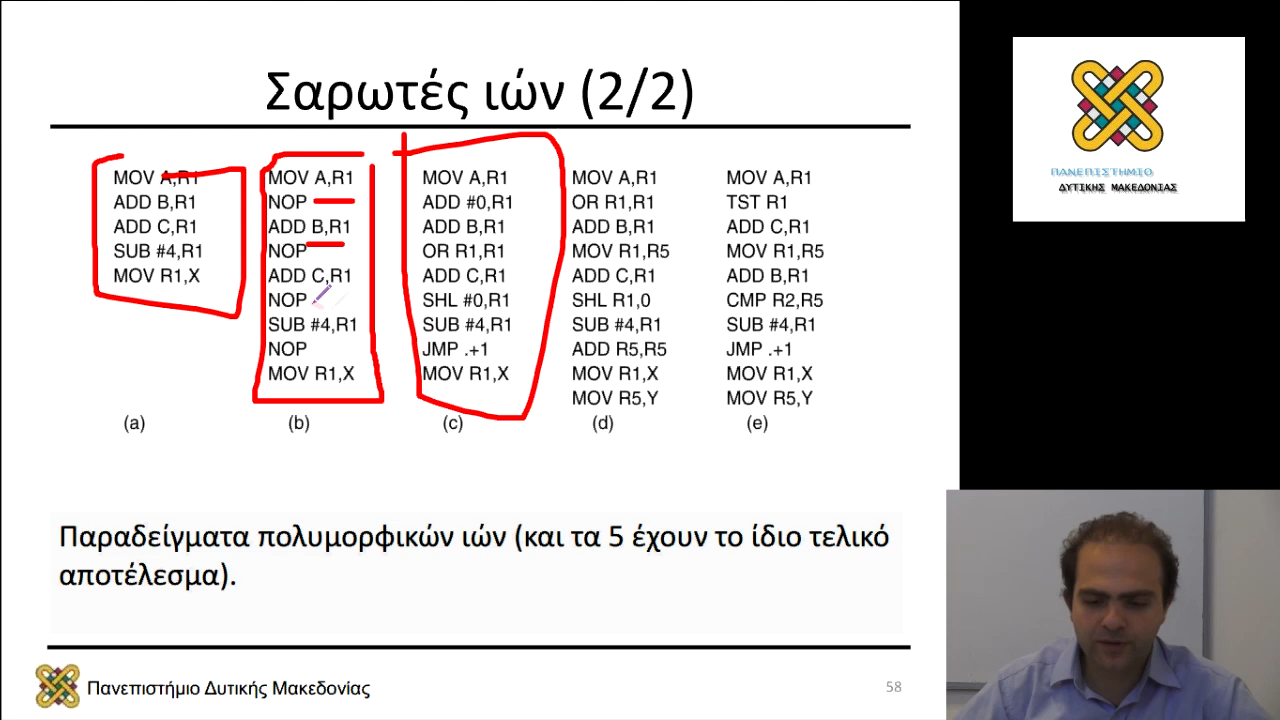 Σαρωτές ιών (2/2)
MOV A,R1
ADD B,R1
ADD C,R1
SUB #4,R1
MOV R1,X
(a)
MOV A,R1
NOP
ADD B,R1
NOP
ADD C,R1
NOP
SUB #4,R1
NOP
MOV R1,X
(b)
MOV A,R1
ADD #0,R1
ADD B,R1
OR R1,R1
ADD C,R1
SHL #0,R1
SUB #4,R1
JMP .+1
MOV R1,X
(c)
MOV A,R1
OR R1,R1
ADD B,R1
MOV R1,R5
ADD C,R1
SHL R1,0
SUB #4,R1
ADD R5,R5
MOV R1,X
MOV R5,Y
(d)
MOV A,R1
TST R1
ADD C,R1
MOV R1,R5
ADD B,R1
CMP R2,R5
SUB #4,R1
JMP .+1
MOV R1,X
MOV R5,Y
(e)
Παραδείγματα πολυμορφικών ιών (και τα 5 έχουν το ίδιο τελικό
αποτέλεσμα).
Πανεπιστήμιο Δυτικής Μακεδονίας
58
ΠΑΝΕΠΙΣΤΗΜΙΟ
ΔΥΤΙΚΗΣ ΜΑΚΕΔΟΝΙΑΣ